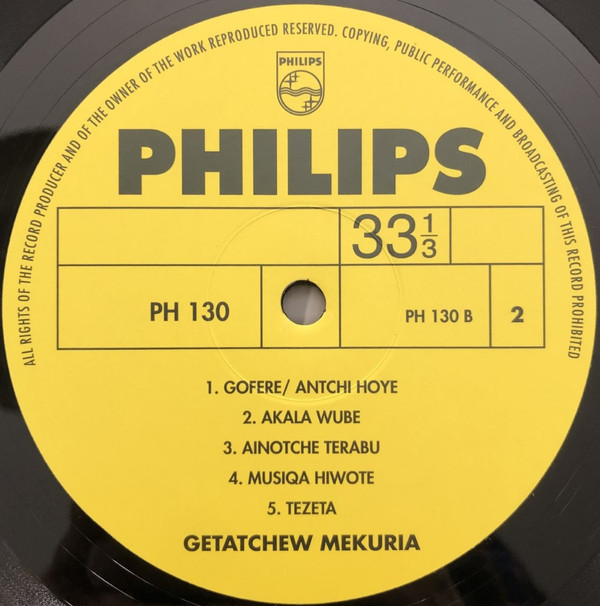 ALL RIGHTS OF THE RECORD PRODUCER AND OF THE OWNER OF THE WORK REPRODUCED RESERVED. COPYING, PUBLIC PERFORMANCE AND BROADCASTING OF THIS RECORD PROHIBITED
PHILIPS
PHILIPS
33 1/3
PH 130
PH 130 B
2
1. GOFERE/ ANTCHI HOYE
2. AKALA WUBE
3. AINOTCHE TERABU
4. MUSIQA HIWOTE
5. TEZETA
GETATCHEW MEKURIA